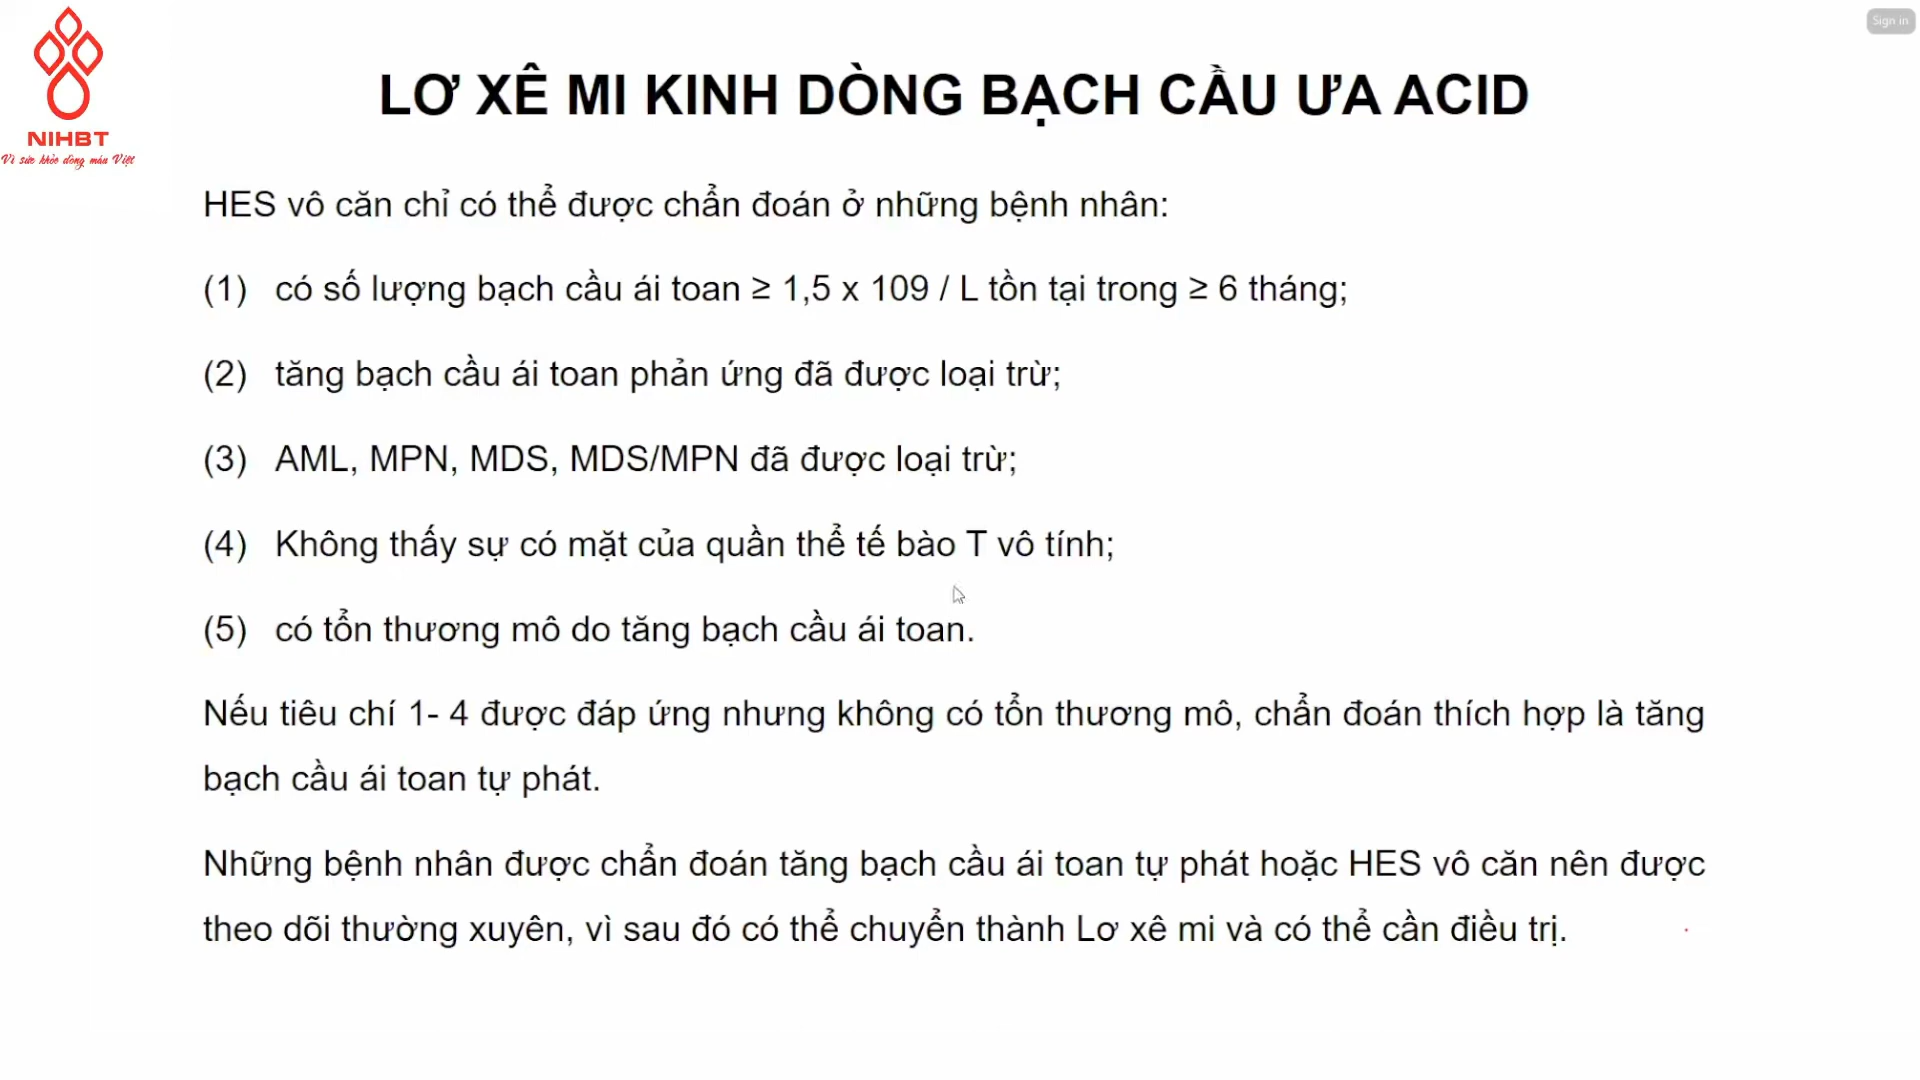 Sign in
NIHBT
Vì sức khỏe dòng máu Việt
LƠ XÊ MI KINH DÒNG BẠCH CẦU ƯA ACID
HES vô căn chỉ có thể được chẩn đoán ở những bệnh nhân:
(1) có số lượng bạch cầu ái toan ≥ 1,5 x 109 / L tồn tại trong ≥ 6 tháng;
(2) tăng bạch cầu ái toan phản ứng đã được loại trừ;
(3) AML, MPN, MDS, MDS/MPN đã được loại trừ;
(4) Không thấy sự có mặt của quần thể tế bào T vô tính;
(5) có tổn thương mô do tăng bạch cầu ái toan.
Nếu tiêu chí 1- 4 được đáp ứng nhưng không có tổn thương mô, chẩn đoán thích hợp là tăng
bạch cầu ái toan tự phát.
Những bệnh nhân được chẩn đoán tăng bạch cầu ái toan tự phát hoặc HES vô căn nên được
theo dõi thường xuyên, vì sau đó có thể chuyển thành Lơ xê mi và có thể cần điều trị.